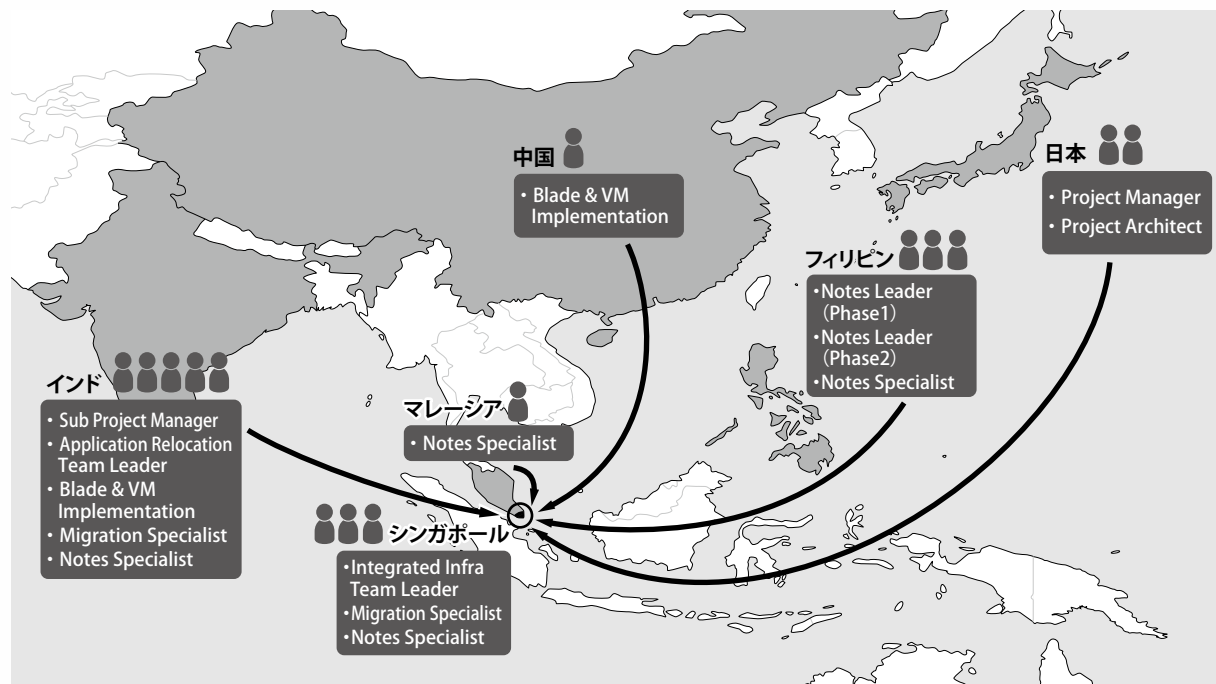 中国
・ Blade & VM
Implementation
日本
・ Project Manager
・ Project Architect
フィリピン
・Notes Leader
（Phase1）
・Notes Leader
（Phase2）
・Notes Specialist
インド
・ Sub Project Manager
・ Application Relocation
Team Leader
・ Blade & VM
Implementation
・ Migration Specialist
・ Notes Specialist
マレーシア
・ Notes Specialist
シンガポール
・Integrated Infra
Team Leader
・Migration Specialist
・Notes Specialist